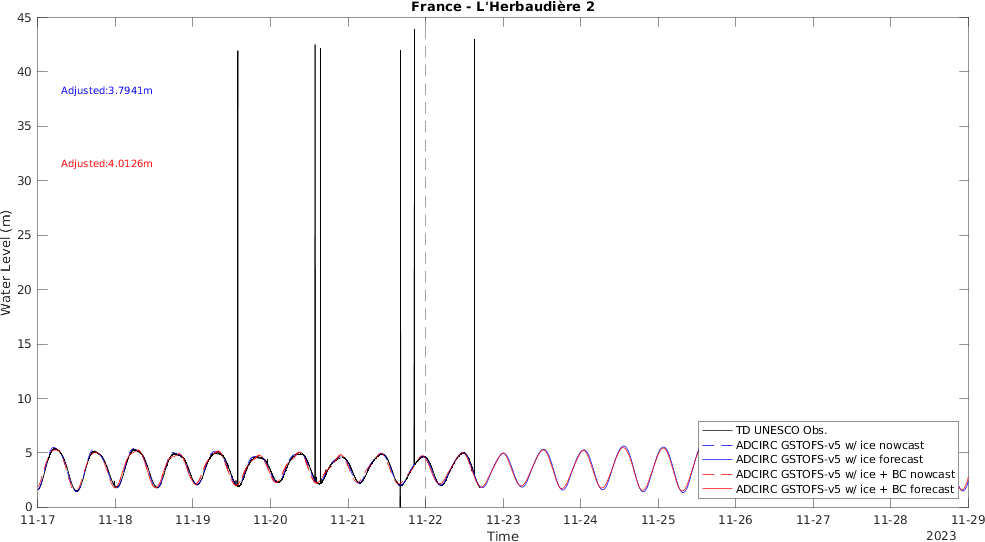 France - L'Herbaudière 2
45
40
35
30
25
20
15
10
5
0
Water Level (m)
Adjusted:3.7941m
Adjusted:4.0126m
TD UNESCO Obs.
ADCIRC GSTOFS-v5 w/ ice nowcast
ADCIRC GSTOFS-v5 w/ ice forecast
ADCIRC GSTOFS-v5 w/ ice + BC nowcast
ADCIRC GSTOFS-v5 w/ ice + BC forecast
11-17 11-18 11-19 11-20 11-21 11-22 11-23 11-24 11-25 11-26 11-27 11-28 11-29
Time
2023